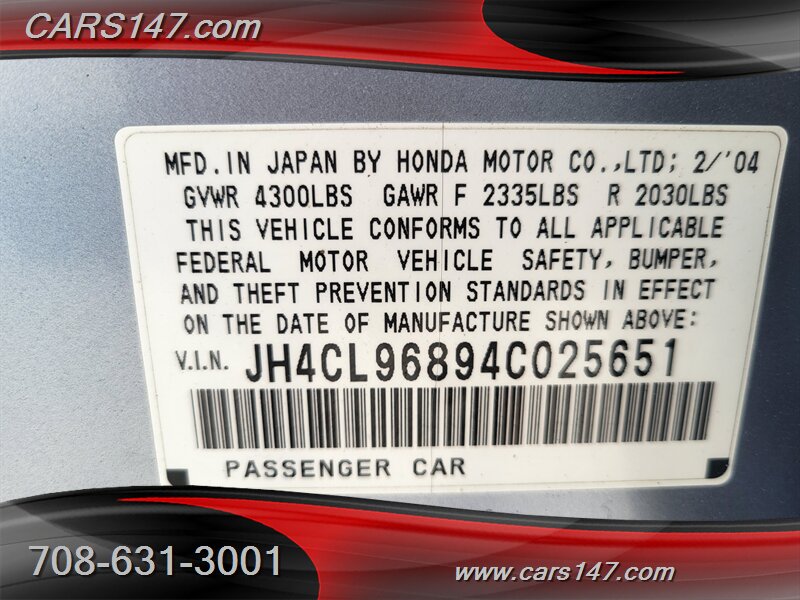 CARS147.com
MFD. IN JAPAN BY HONDA MOTOR CO.,LTD; 2/'04
GVWR 4300LBS GAWR F 2335LBS R 2030LBS
THIS VEHICLE CONFORMS TO ALL APPLICABLE
FEDERAL MOTOR VEHICLE SAFETY, BUMPER,
AND THEFT PREVENTION STANDARDS IN EFFECT
ON THE DATE OF MANUFACTURE SHOWN ABOVE:
V.I.N. JH4CL96894C025651
PASSENGER CAR
708-631-3001
www.cars147.com